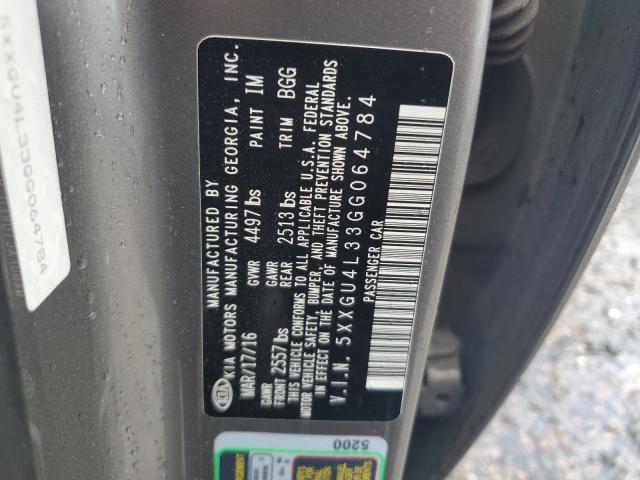 MANUFACTURED BY
KIA KIA MOTORS MANUFACTURING GEORGIA, INC.
MAR/17/16 GVWR 4497lbs PAINT IM
GAWR GAWR
FRONT 2557lbs REAR 2513lbs TRIM BGG
THIS VEHICLE CONFORMS TO ALL APPLICABLE U.S.A. FEDERAL
MOTOR VEHICLE SAFETY, BUMPER, AND THEFT PREVENTION STANDARDS
IN EFFECT ON THE DATE OF MANUFACTURE SHOWN ABOVE.
V.I.N. 5XXGU4L33GG064784
PASSENGER CAR
5XXGU4L33GG064784
5200